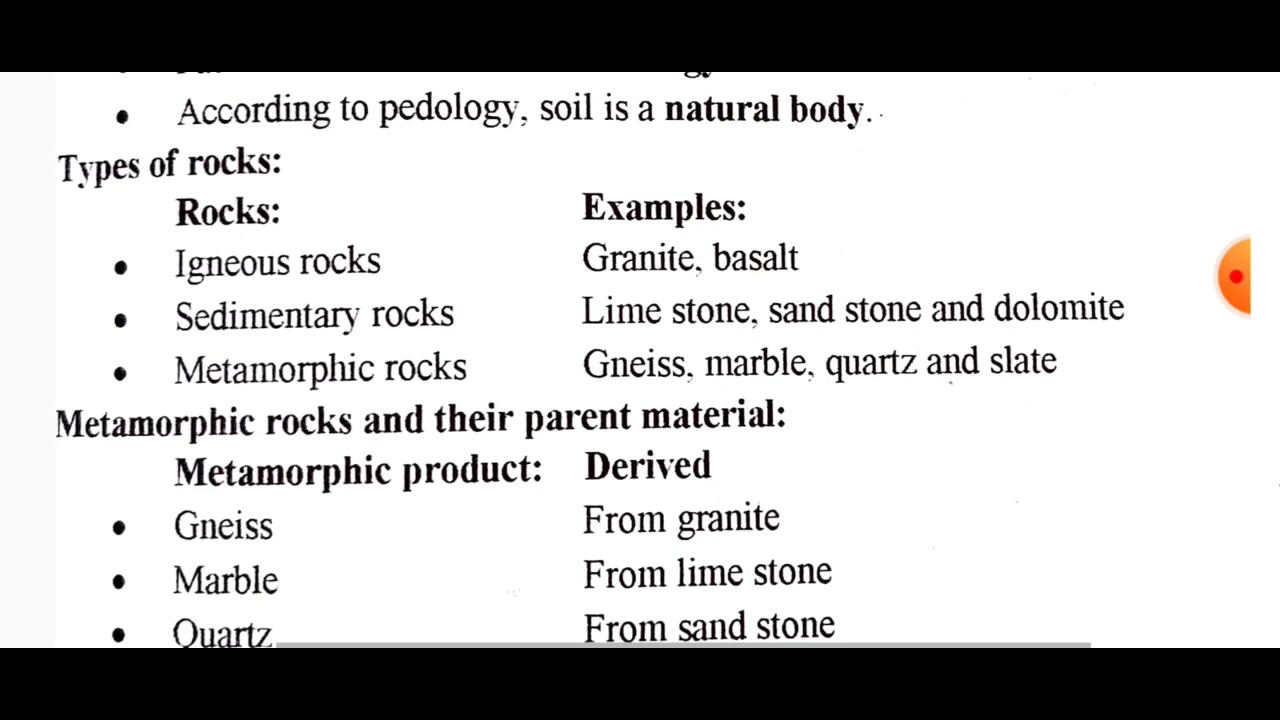 • According to pedology, soil is a natural body.
Types of rocks:
Rocks: Examples:
• Igneous rocks Granite, basalt
• Sedimentary rocks Lime stone, sand stone and dolomite
• Metamorphic rocks Gneiss, marble, quartz and slate
Metamorphic rocks and their parent material:
Metamorphic product: Derived
• Gneiss From granite
• Marble From lime stone
• Quartz From sand stone